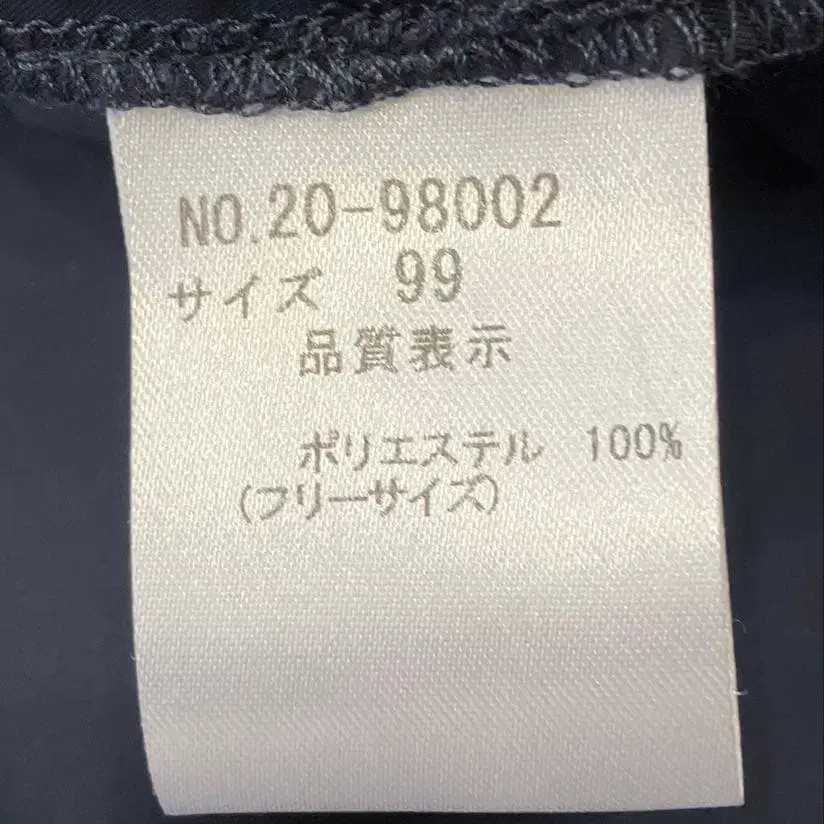 NO.20-98002
サイズ 99
品質表示
ポリエステル 100%
(フリーサイズ)